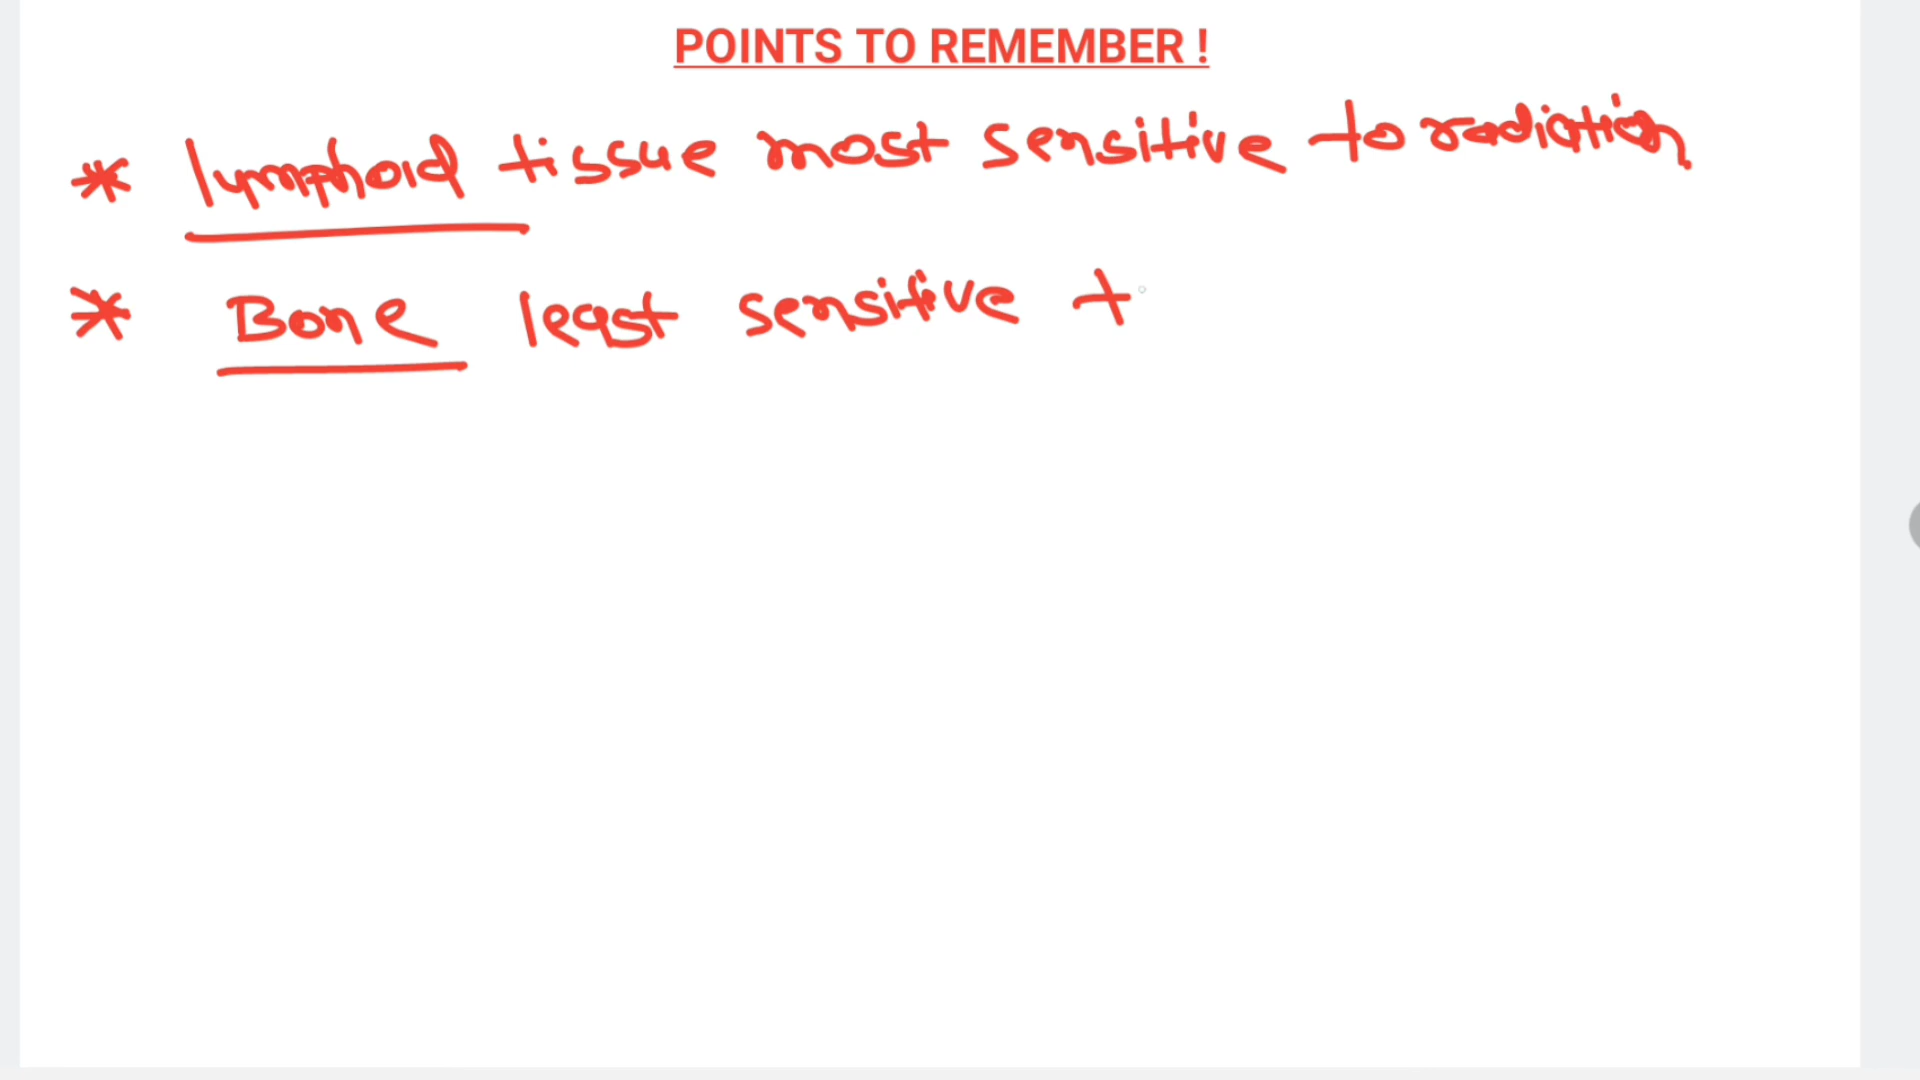 POINTS TO REMEMBER !
* lymphoid tissue most sensitive to radiation
* Bone least sensitive t